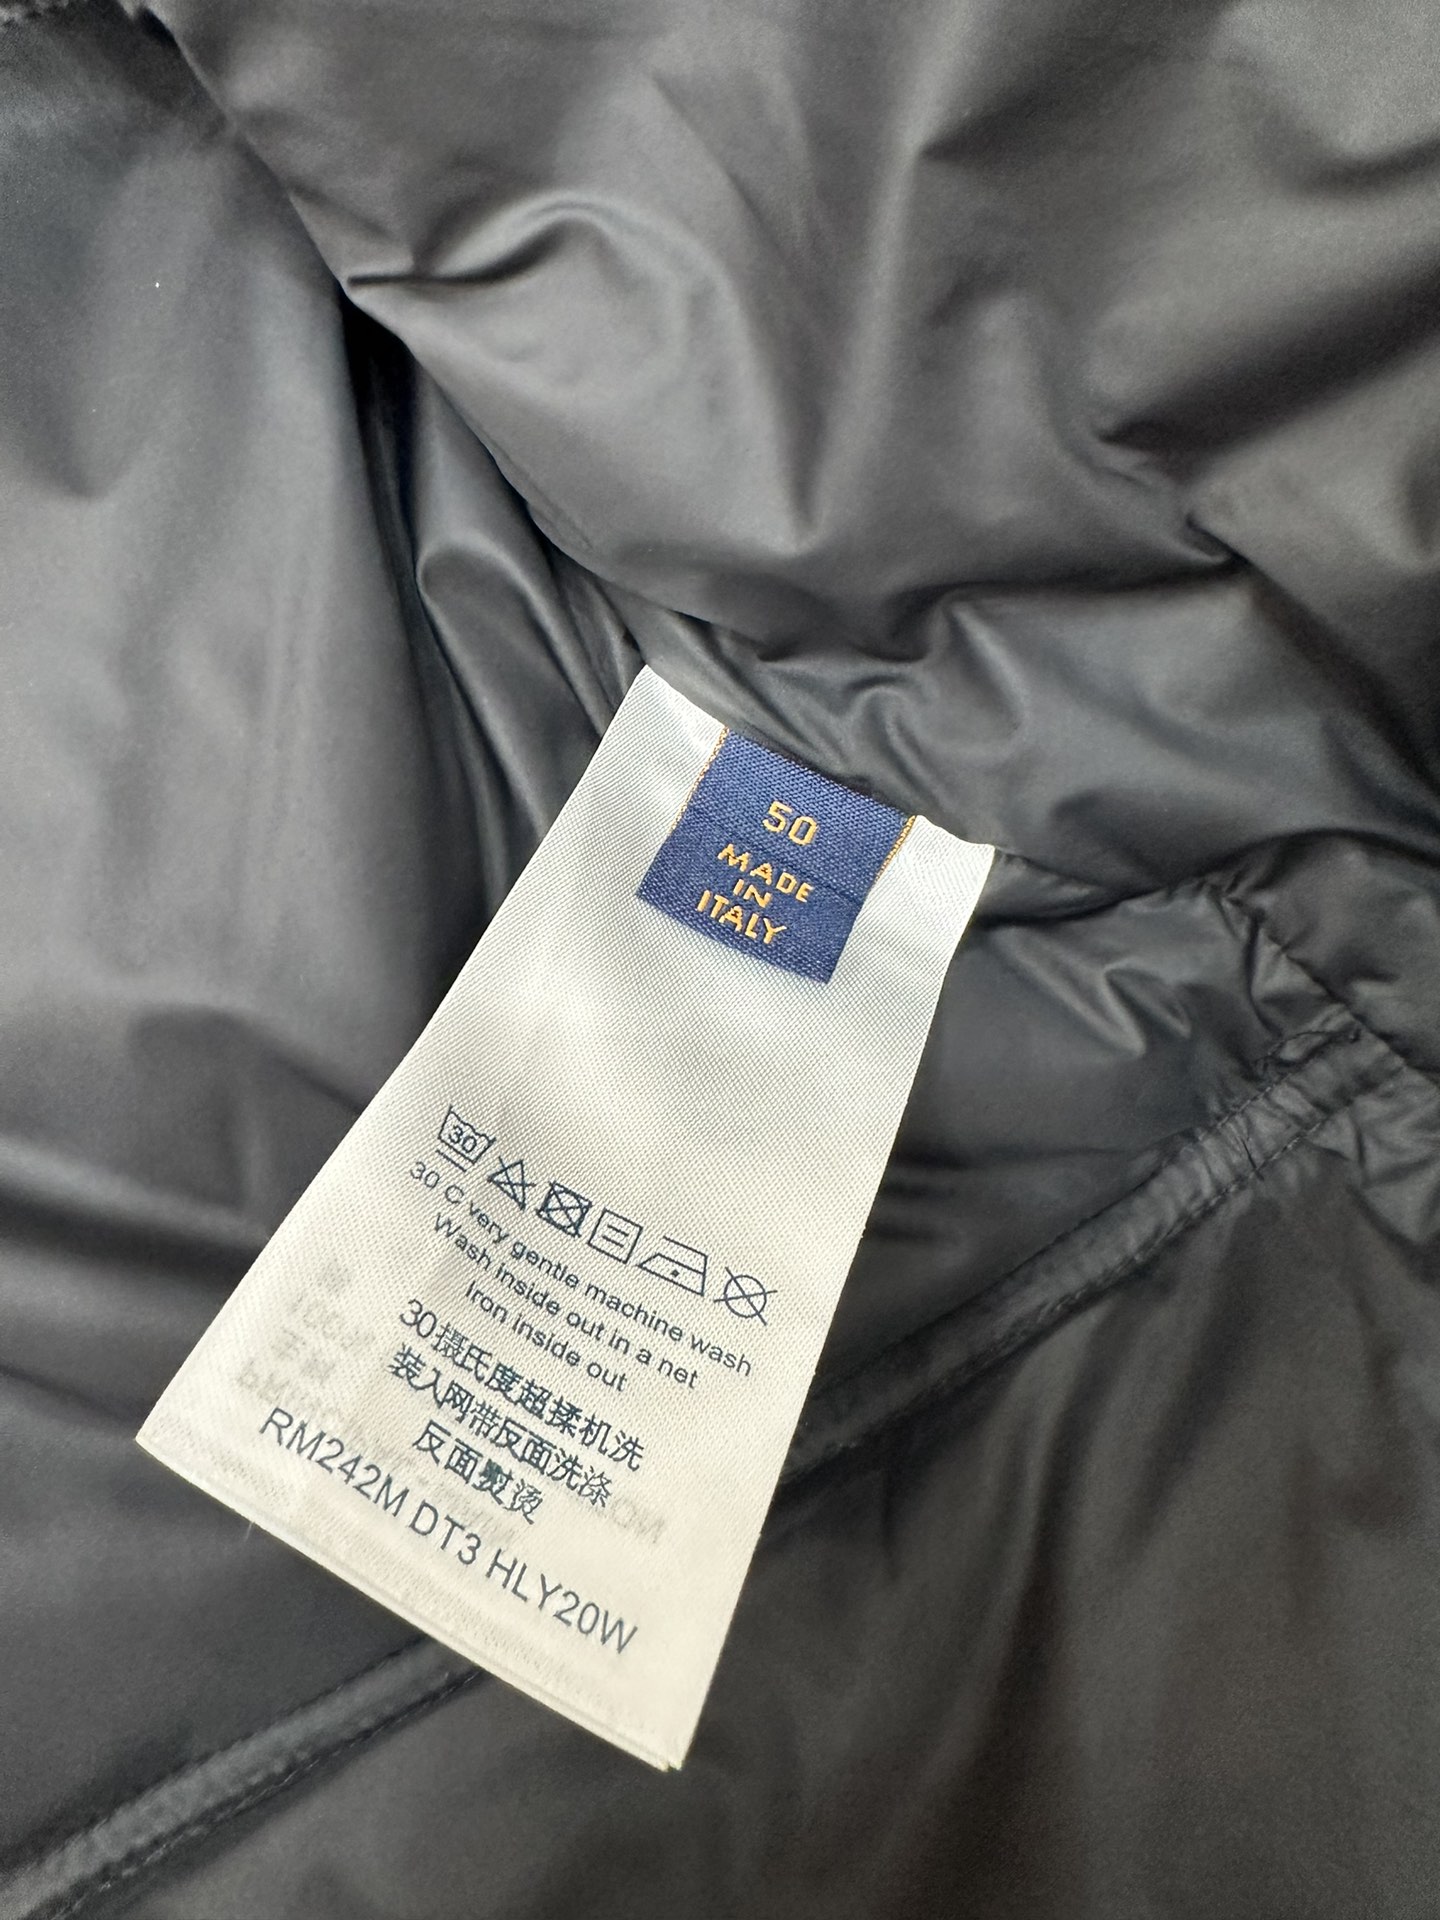 50
MADE
IN
ITALY
30
30 C very gentle machine wash
Wash inside out in a net
Iron inside out
30摄氏度超揉机洗
装入网带反面洗涤
反面熨烫
RM242M DT3 HLY20W